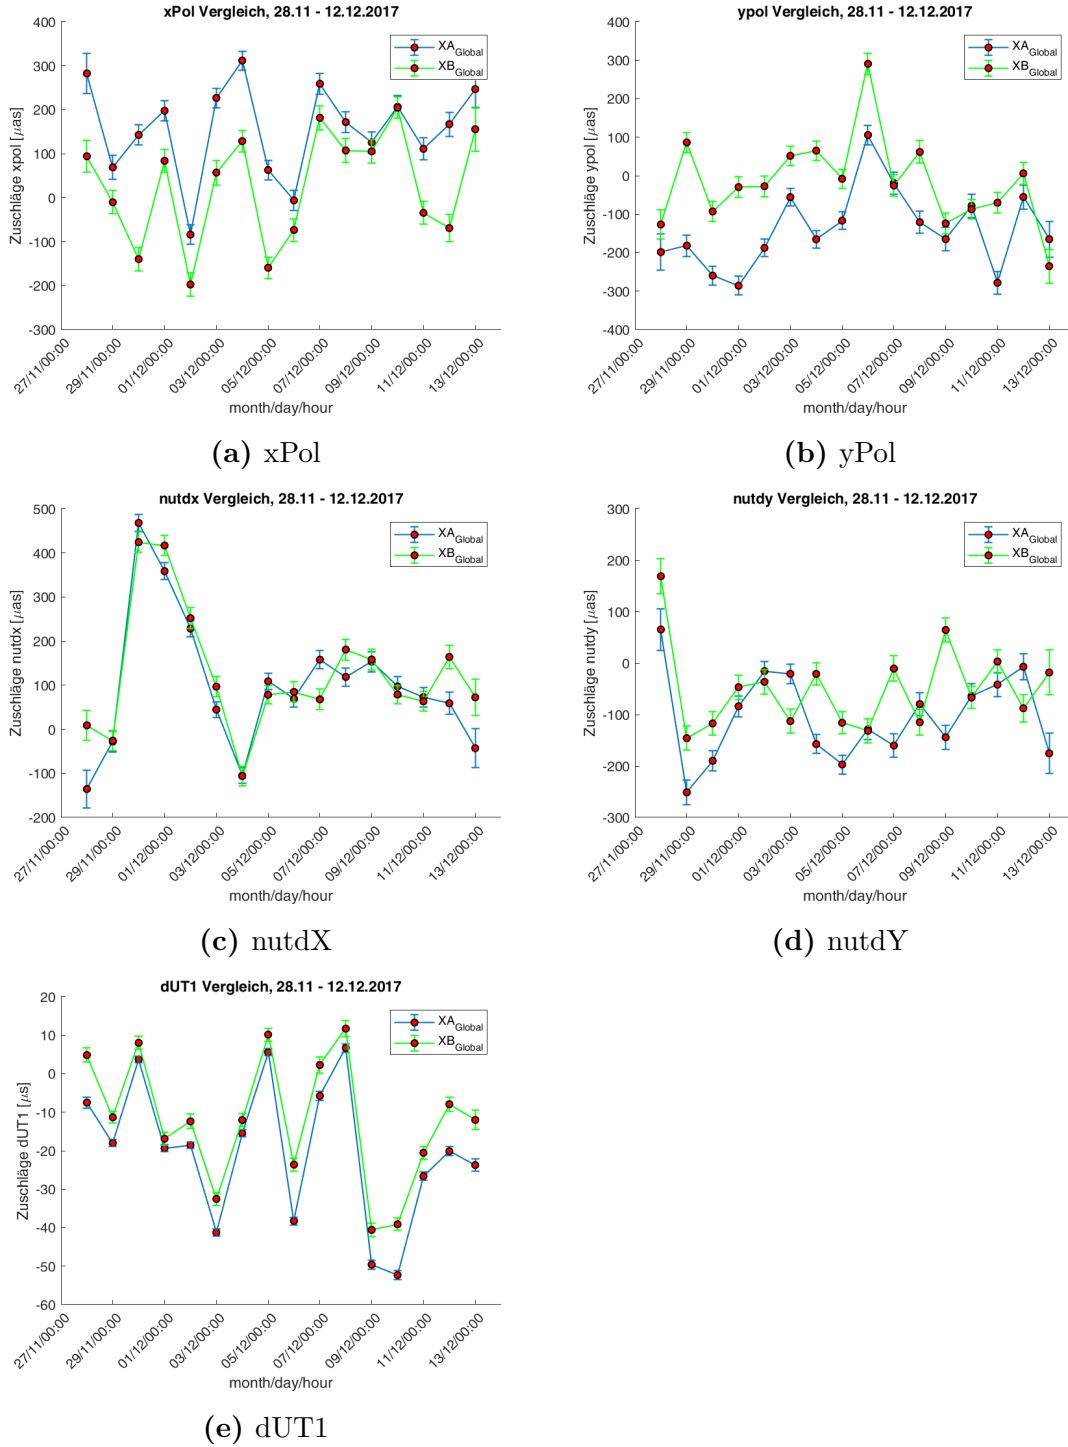 xPol Vergleich, 28.11 - 12.12.2017
Zuschläge xpol [μas]
400
300
200
100
0
-100
-200
-300
XA_Global
XB_Global
27/11/00:00
29/11/00:00
01/12/00:00
03/12/00:00
05/12/00:00
07/12/00:00
09/12/00:00
11/12/00:00
13/12/00:00
month/day/hour
(a) xPol
ypol Vergleich, 28.11 - 12.12.2017
Zuschläge ypol [μas]
400
300
200
100
0
-100
-200
-300
-400
XA_Global
XB_Global
27/11/00:00
29/11/00:00
01/12/00:00
03/12/00:00
05/12/00:00
07/12/00:00
09/12/00:00
11/12/00:00
13/12/00:00
month/day/hour
(b) yPol
nutdx Vergleich, 28.11 - 12.12.2017
Zuschläge nutdx [μas]
500
400
300
200
100
0
-100
-200
XA_Global
XB_Global
27/11/00:00
29/11/00:00
01/12/00:00
03/12/00:00
05/12/00:00
07/12/00:00
09/12/00:00
11/12/00:00
13/12/00:00
month/day/hour
(c) nutdX
nutdy Vergleich, 28.11 - 12.12.2017
Zuschläge nutdy [μas]
300
200
100
0
-100
-200
-300
XA_Global
XB_Global
27/11/00:00
29/11/00:00
01/12/00:00
03/12/00:00
05/12/00:00
07/12/00:00
09/12/00:00
11/12/00:00
13/12/00:00
month/day/hour
(d) nutdY
dUT1 Vergleich, 28.11 - 12.12.2017
Zuschläge dUT1 [μs]
20
10
0
-10
-20
-30
-40
-50
-60
XA_Global
XB_Global
27/11/00:00
29/11/00:00
01/12/00:00
03/12/00:00
05/12/00:00
07/12/00:00
09/12/00:00
11/12/00:00
13/12/00:00
month/day/hour
(e) dUT1